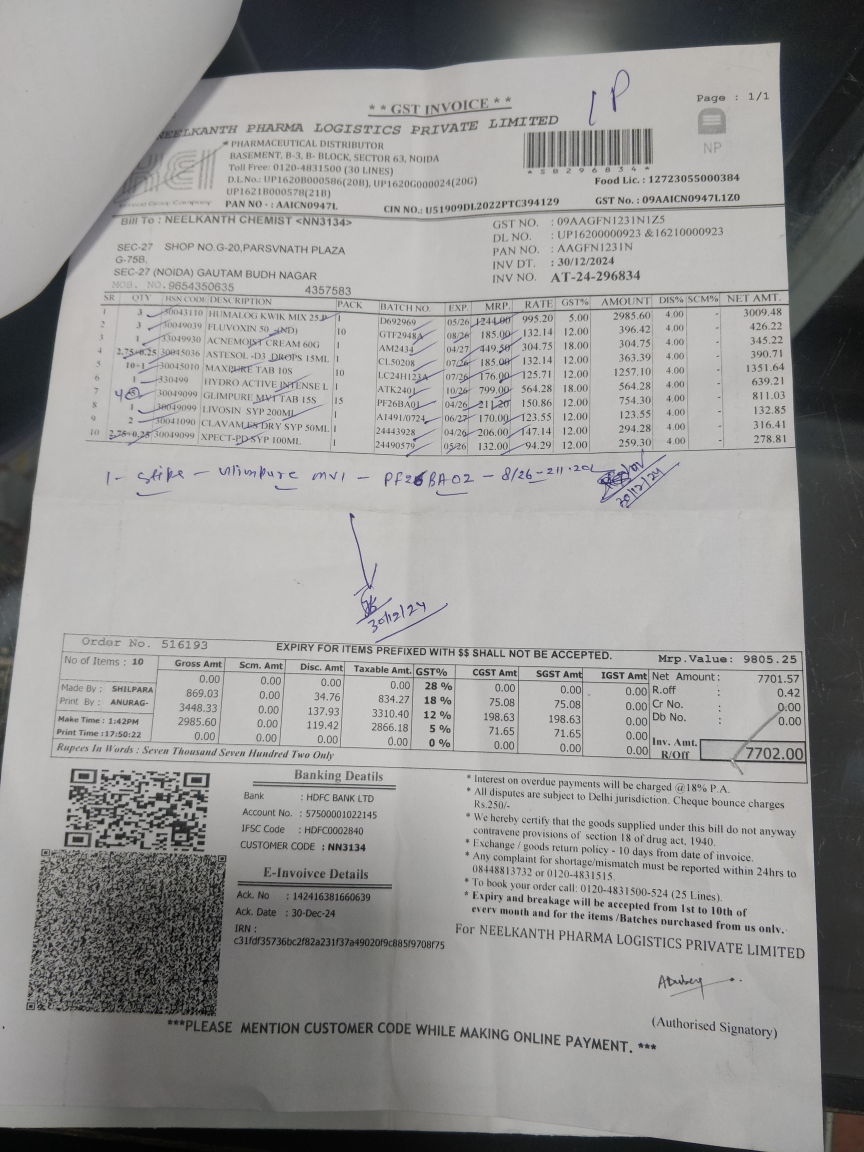 ** GST INVOICE **
1P
Page : 1/1
NEELKANTH PHARMA LOGISTICS PRIVATE LIMITED
* PHARMACEUTICAL DISTRIBUTOR
BASEMENT, B-3, B- BLOCK, SECTOR 63, NOIDA
Toll Free: 0120-4831500 (30 LINES)
D.L.No.: UP1620B000586(20B), UP1620G000024(20G)
UP1621B000578(21B)
*58296834*
NP
Food Lic. : 12723055000384
PAN NO - : AAICN0947L CIN NO.: U51909DL2022PTC394129 GST No. : 09AAICN0947L1Z0
Bill To : NEELKANTH CHEMIST <NN3134>
SEC-27 SHOP NO.G-20,PARSVNATH PLAZA
G-75B,
SEC-27 (NOIDA) GAUTAM BUDH NAGAR
MOB. NO.9654350635 4357583
GST NO. : 09AAGFN1231N1Z5
DL NO. : UP16200000923 &16210000923
PAN NO. : AAGFN1231N
INV DT. : 30/12/2024
INV NO. AT-24-296834
SR QTY HSN CODE DESCRIPTION PACK BATCH NO. EXP. MRP. RATE GST% AMOUNT DIS% SCM% NET AMT.
1 3 30043110 HUMALOG KWIK MIX 25.P 1 D692969 05/26 1244.00 995.20 5.00 2985.60 4.00 - 3009.48
2 3 30049039 FLUVOXIN 50 (ND) 10 GTF2948A 08/26 185.00 132.14 12.00 396.42 4.00 - 426.22
3 1 33049930 ACNEMOIST CREAM 60G 1 AM2434 04/27 449.50 304.75 18.00 304.75 4.00 - 345.22
4 2.75+0.25 30045036 ASTESOL -D3 DROPS 15ML 1 CL50208 07/26 185.00 132.14 12.00 363.39 4.00 - 390.71
5 10+1 30045010 MAXPURE TAB 10S 10 LC24H123A 07/26 176.00 125.71 12.00 1257.10 4.00 - 1351.64
6 1 330499 HYDRO ACTIVE INTENSE L 1 ATK2401 10/26 799.00 564.28 18.00 564.28 4.00 - 639.21
7 30049099 GLIMPURE MV1 TAB 15S 15 PF26BA01 04/26 211.20 150.86 12.00 754.30 4.00 - 811.03
8 1 30049099 LIVOSIN SYP 200ML 1 A1491/0724 06/27 170.00 123.55 12.00 123.55 4.00 - 132.85
9 2 30041090 CLAVAMLES DRY SYP 50ML 1 24443928 04/26 206.00 147.14 12.00 294.28 4.00 - 316.41
10 2.75+0.25 30049099 XPECT-PD SYP 100ML 1 24490579 05/26 132.00 94.29 12.00 259.30 4.00 - 278.81
1 - stipe - Glimpure mv1 - PF26BA02 - 8/26 - 211.20
30/12/24
30/12/24
Order No. 516193 EXPIRY FOR ITEMS PREFIXED WITH $$ SHALL NOT BE ACCEPTED. Mrp.Value: 9805.25
No of Items : 10
Made By : SHILPARA
Print By : ANURAG-
Make Time : 1:42PM
Print Time :17:50:22
Gross Amt Scm. Amt Disc. Amt Taxable Amt. GST% CGST Amt SGST Amt IGST Amt
0.00 0.00 0.00 0.00 28 % 0.00 0.00 0.00
869.03 0.00 34.76 834.27 18 % 75.08 75.08 0.00
3448.33 0.00 137.93 3310.40 12 % 198.63 198.63 0.00
2985.60 0.00 119.42 2866.18 5 % 71.65 71.65 0.00
0.00 0.00 0.00 0.00 0 % 0.00 0.00 0.00
Net Amount: 7701.57
R.off 0.42
Cr No. : 0.00
Db No. : 0.00
Inv. Amt. R/Off 7702.00
Rupees In Words : Seven Thousand Seven Hundred Two Only
Banking Deatils
Bank : HDFC BANK LTD
Account No. : 57500001022145
IFSC Code : HDFC0002840
CUSTOMER CODE : NN3134
E-Invoivce Details
Ack. No : 142416381660639
Ack. Date : 30-Dec-24
IRN :
c31fdf35736bc2f82a231f37a49020f9c885f9708f75
* Interest on overdue payments will be charged @18% P.A.
* All disputes are subject to Delhi jurisdiction. Cheque bounce charges
Rs.250/-
* We hereby certify that the goods supplied under this bill do not anyway
contravene provisions of section 18 of drug act, 1940.
* Exchange / goods return policy - 10 days from date of invoice.
* Any complaint for shortage/mismatch must be reported within 24hrs to
08448813732 or 0120-4831515.
* To book your order call: 0120-4831500-524 (25 Lines).
* Expiry and breakage will be accepted from 1st to 10th of
every month and for the items /Batches purchased from us only.
For NEELKANTH PHARMA LOGISTICS PRIVATE LIMITED
(Authorised Signatory)
***PLEASE MENTION CUSTOMER CODE WHILE MAKING ONLINE PAYMENT. ***